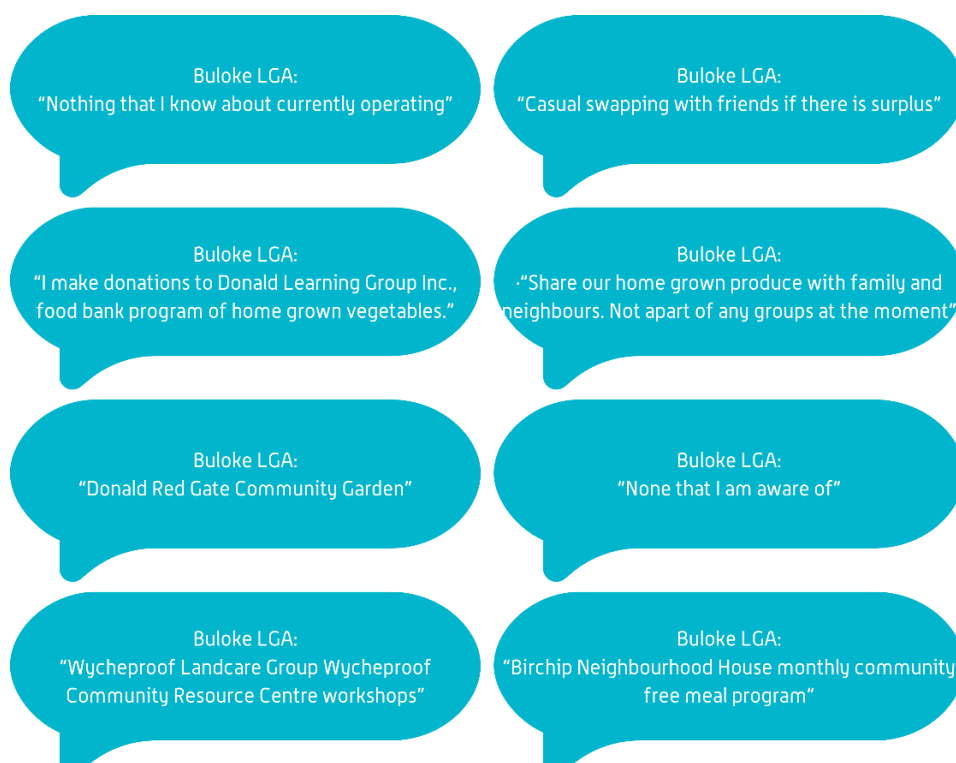 Buloke LGA:
“Nothing that I know about currently operating”
Buloke LGA:
“Casual swapping with friends if there is surplus”
Buloke LGA:
“I make donations to Donald Learning Group Inc.,
food bank program of home grown vegetables.”
Buloke LGA:
·“Share our home grown produce with family and
neighbours. Not apart of any groups at the moment”
Buloke LGA:
“Donald Red Gate Community Garden”
Buloke LGA:
“None that I am aware of”
Buloke LGA:
“Wycheproof Landcare Group Wycheproof
Community Resource Centre workshops”
Buloke LGA:
“Birchip Neighbourhood House monthly community
free meal program”